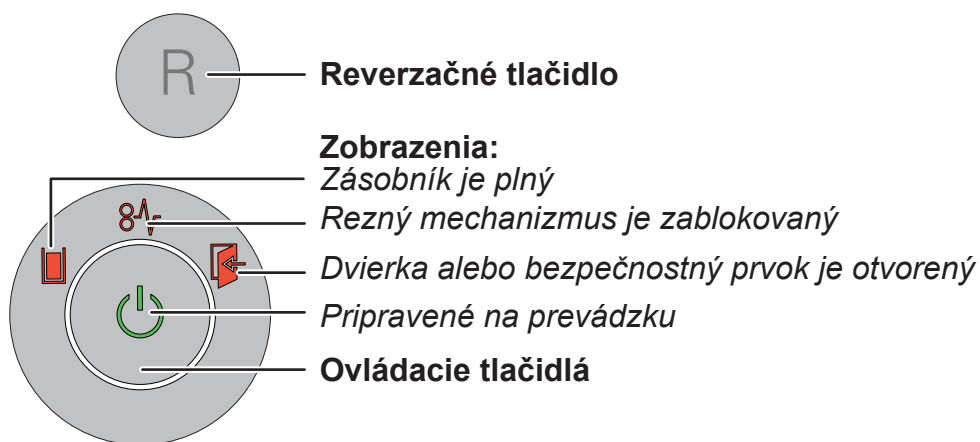 R
Reverzačné tlačidlo
Zobrazenia:
Zásobník je plný
Rezný mechanizmus je zablokovaný
Dvierka alebo bezpečnostný prvok je otvorený
Pripravené na prevádzku
Ovládacie tlačidlá